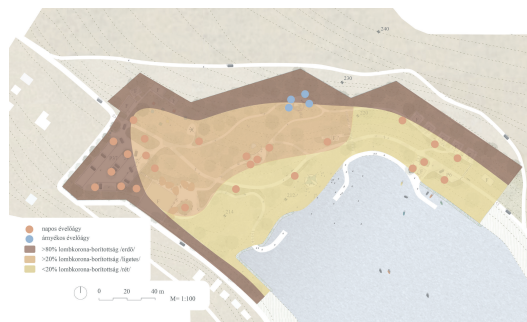 230
230
napos évelőágy
árnyékos évelőágy
>80% lombkorona-borítottság /erdő/
>20% lombkorona-borítottság /ligetes/
<20% lombkorona-borítottság /rét/
0 20 40 m
M= 1:100